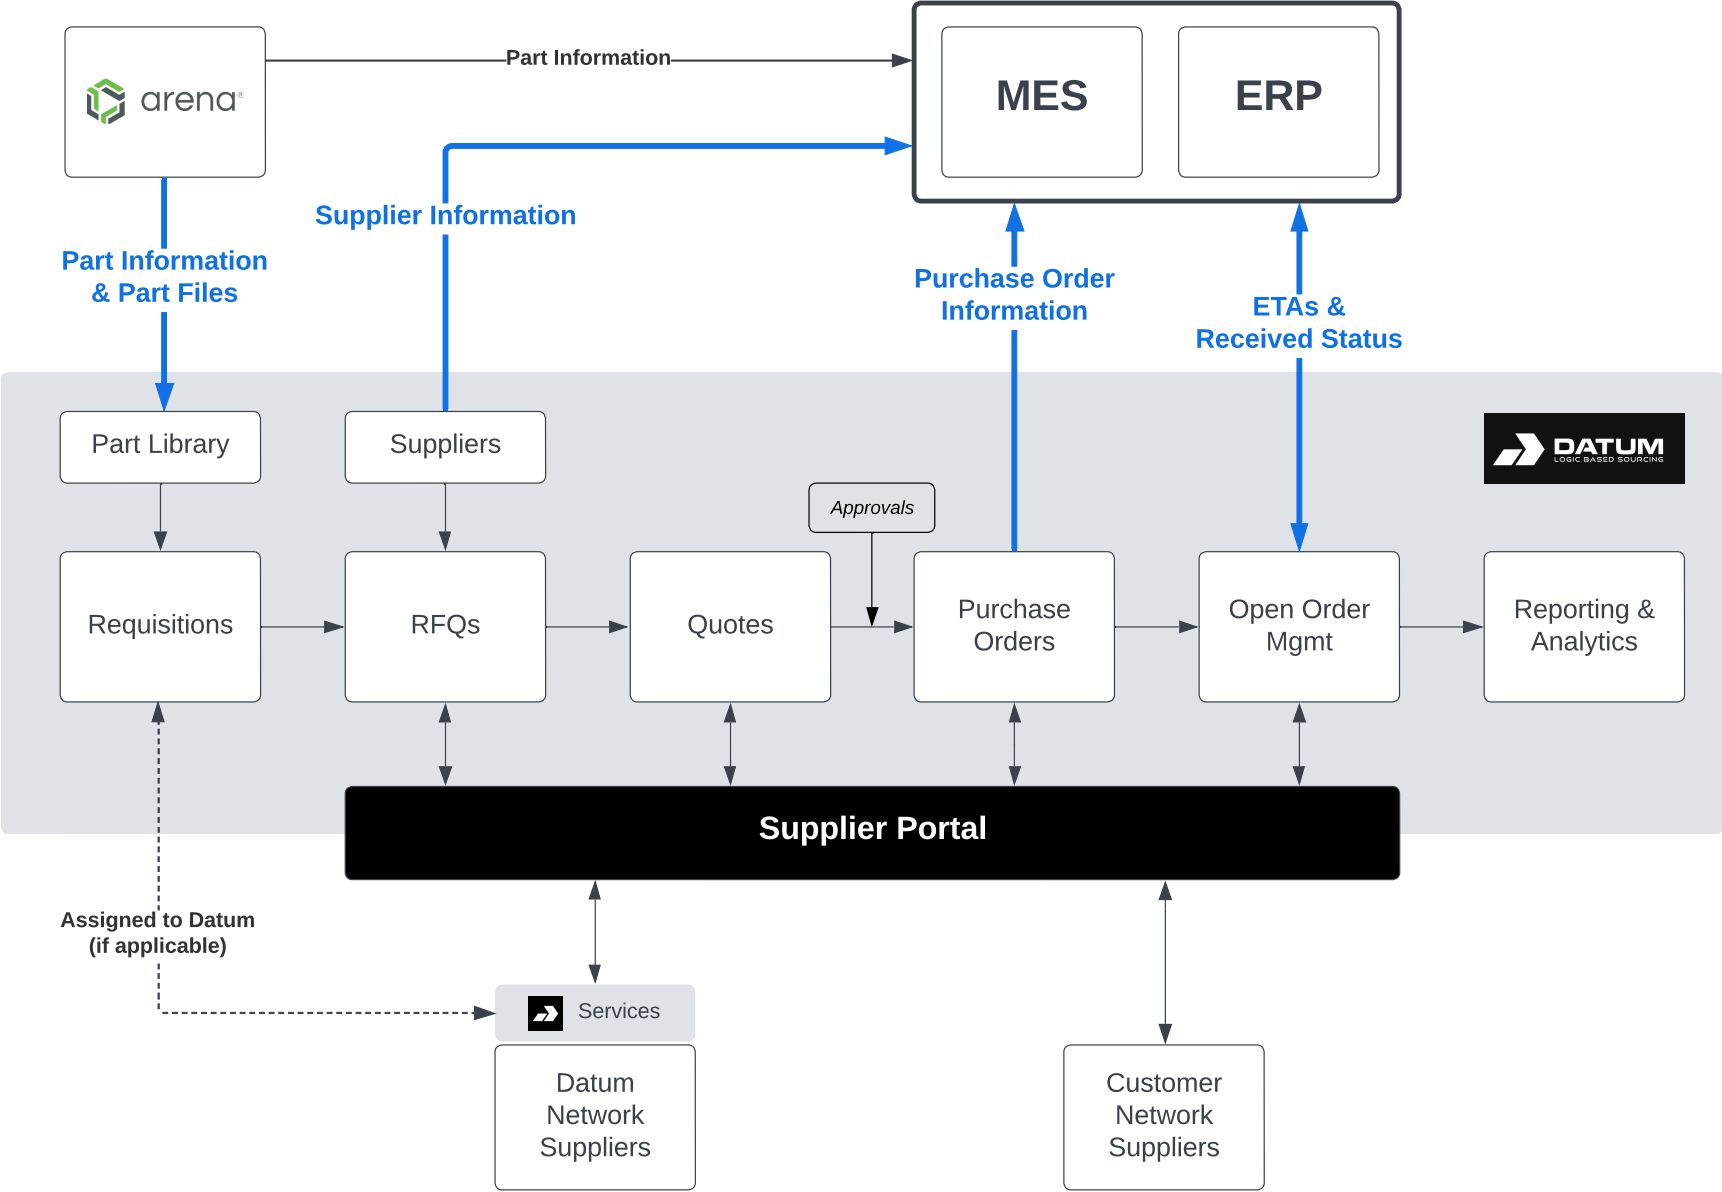 Part Information
arena®
MES
ERP
Supplier Information
Part Information
& Part Files
Purchase Order
Information
ETAs &
Received Status
Part Library
Suppliers
DATUM
LOGIC BASED SOURCING
Approvals
Requisitions
RFQs
Quotes
Purchase
Orders
Open Order
Mgmt
Reporting &
Analytics
Supplier Portal
Assigned to Datum
(if applicable)
Services
Datum
Network
Suppliers
Customer
Network
Suppliers